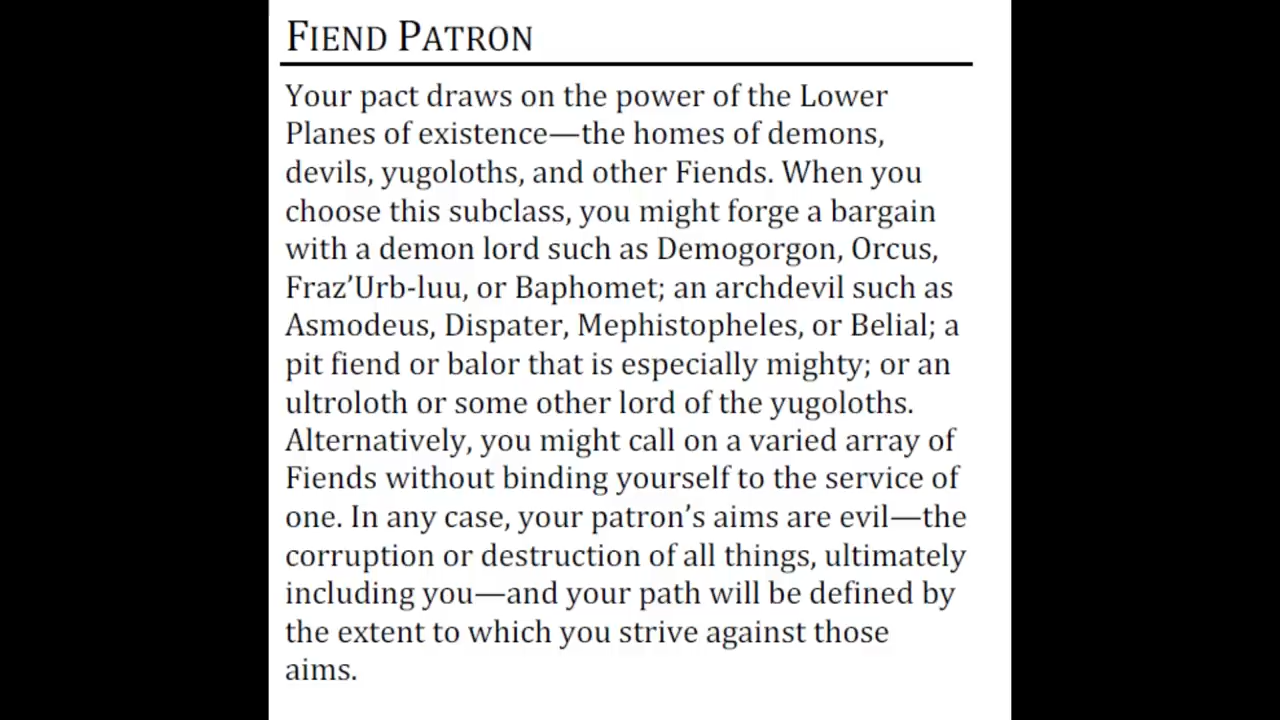 FIEND PATRON
Your pact draws on the power of the Lower
Planes of existence—the homes of demons,
devils, yugoloths, and other Fiends. When you
choose this subclass, you might forge a bargain
with a demon lord such as Demogorgon, Orcus,
Fraz’Urb-luu, or Baphomet; an archdevil such as
Asmodeus, Dispater, Mephistopheles, or Belial; a
pit fiend or balor that is especially mighty; or an
ultroloth or some other lord of the yugoloths.
Alternatively, you might call on a varied array of
Fiends without binding yourself to the service of
one. In any case, your patron’s aims are evil—the
corruption or destruction of all things, ultimately
including you—and your path will be defined by
the extent to which you strive against those
aims.